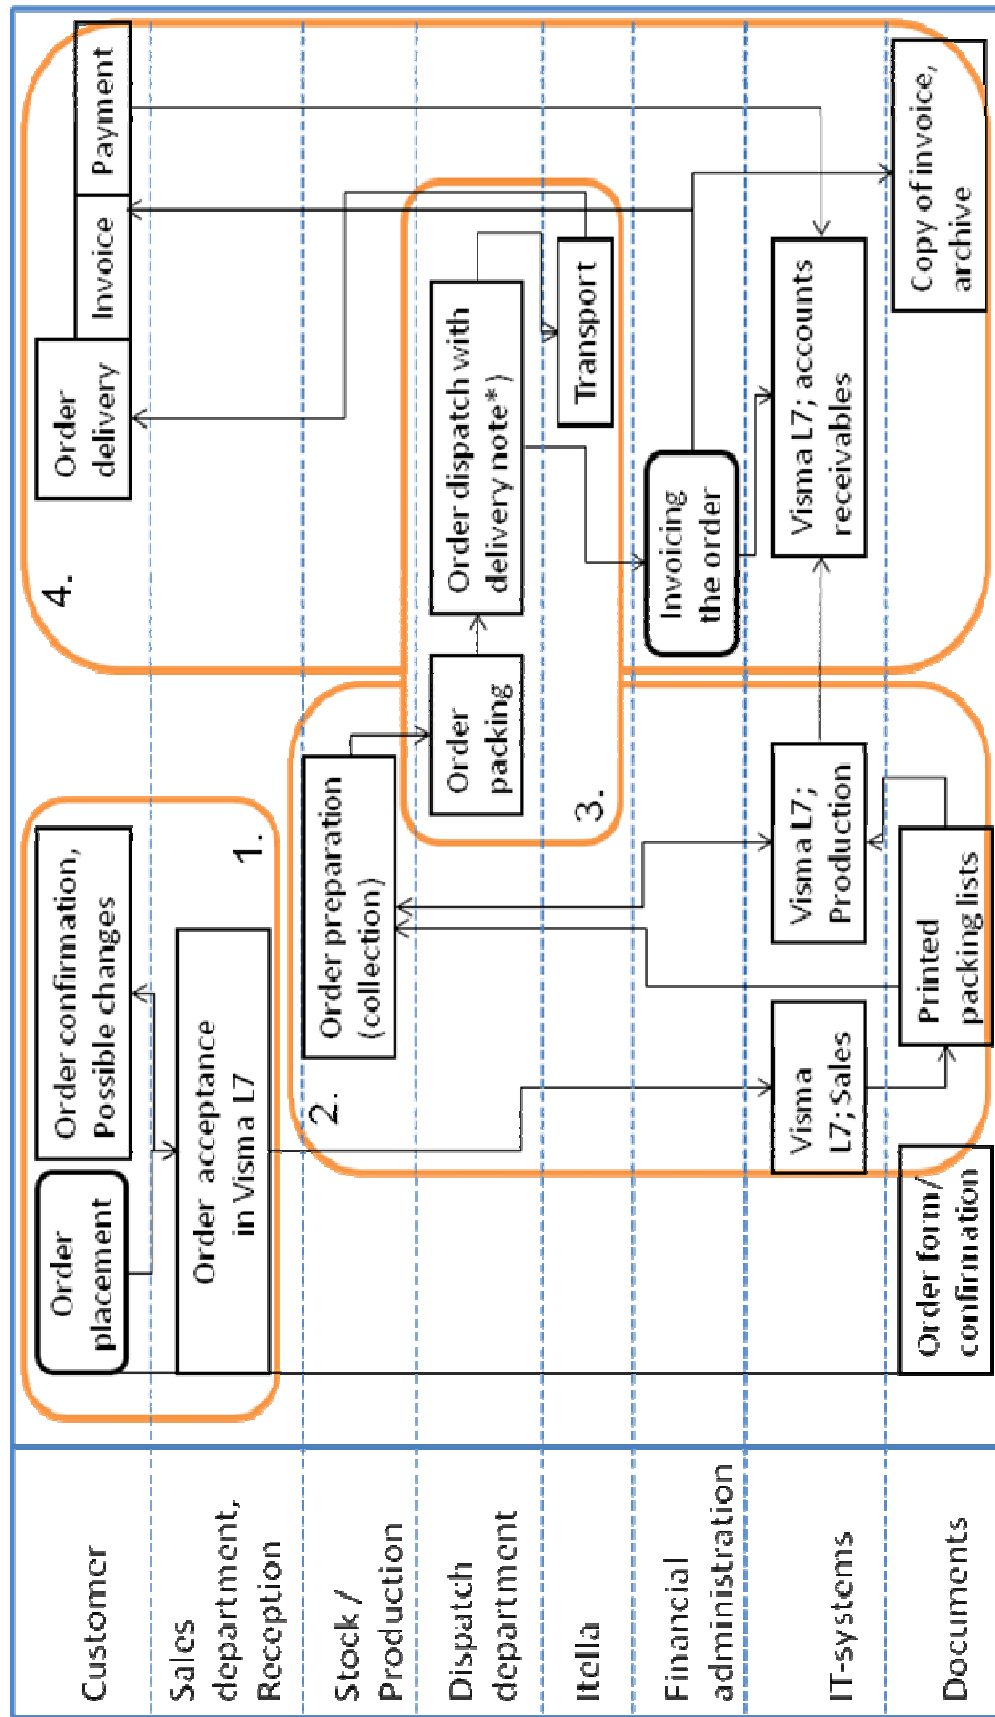 Customer
Sales
department,
Reception
Stock /
Production
Dispatch
department
Itella
Financial
administration
IT-systems
Documents
Order
placement
Order confirmation,
Possible changes
Order acceptance
in Visma L7
1.
2.
Order preparation
(collection)
Visma
L7; Sales
Visma L7;
Production
Order form/
confirmation
Printed
packing lists
3.
Order
packing
Order dispatch with
delivery note*)
Transport
4.
Order
delivery
Invoice
Payment
Invoicing
the order
Visma L7; accounts
receivables
Copy of invoice,
archive